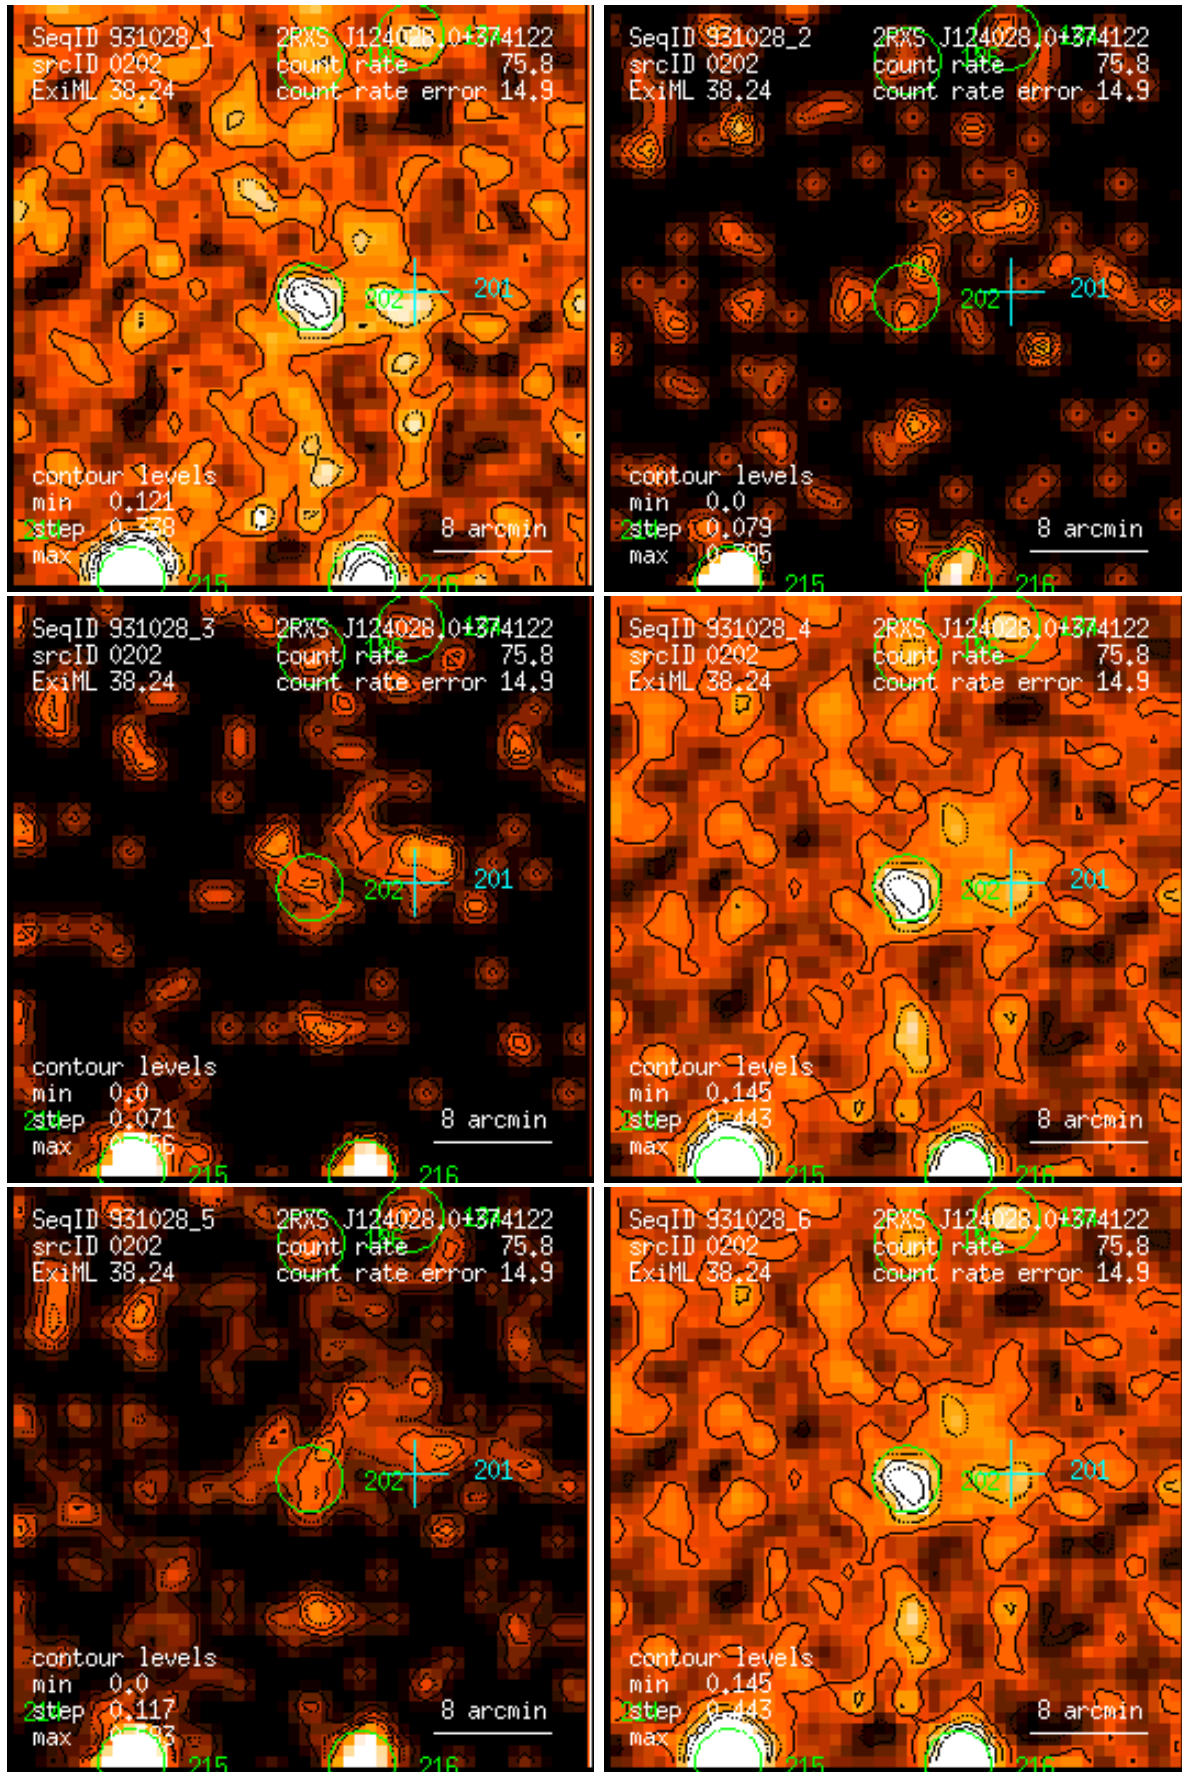 SeqID 931028_1 2RXS J124028.0+374122
srcID 0202 count rate 75.8
ExiML 38.24 count rate error 14.9
202 201
contour levels
min 0.121
step 0.338
max
8 arcmin
215 216
SeqID 931028_2 2RXS J124028.0+374122
srcID 0202 count rate 75.8
ExiML 38.24 count rate error 14.9
202 201
contour levels
min 0.0
step 0.079
max
8 arcmin
215 216
SeqID 931028_3 2RXS J124028.0+374122
srcID 0202 count rate 75.8
ExiML 38.24 count rate error 14.9
202 201
contour levels
min 0.0
step 0.071
max
8 arcmin
215 216
SeqID 931028_4 2RXS J124028.0+374122
srcID 0202 count rate 75.8
ExiML 38.24 count rate error 14.9
202 201
contour levels
min 0.145
step 0.443
max
8 arcmin
215 216
SeqID 931028_5 2RXS J124028.0+374122
srcID 0202 count rate 75.8
ExiML 38.24 count rate error 14.9
202 201
contour levels
min 0.0
step 0.117
max
8 arcmin
215 216
SeqID 931028_6 2RXS J124028.0+374122
srcID 0202 count rate 75.8
ExiML 38.24 count rate error 14.9
202 201
contour levels
min 0.145
step 0.443
max
8 arcmin
215 216